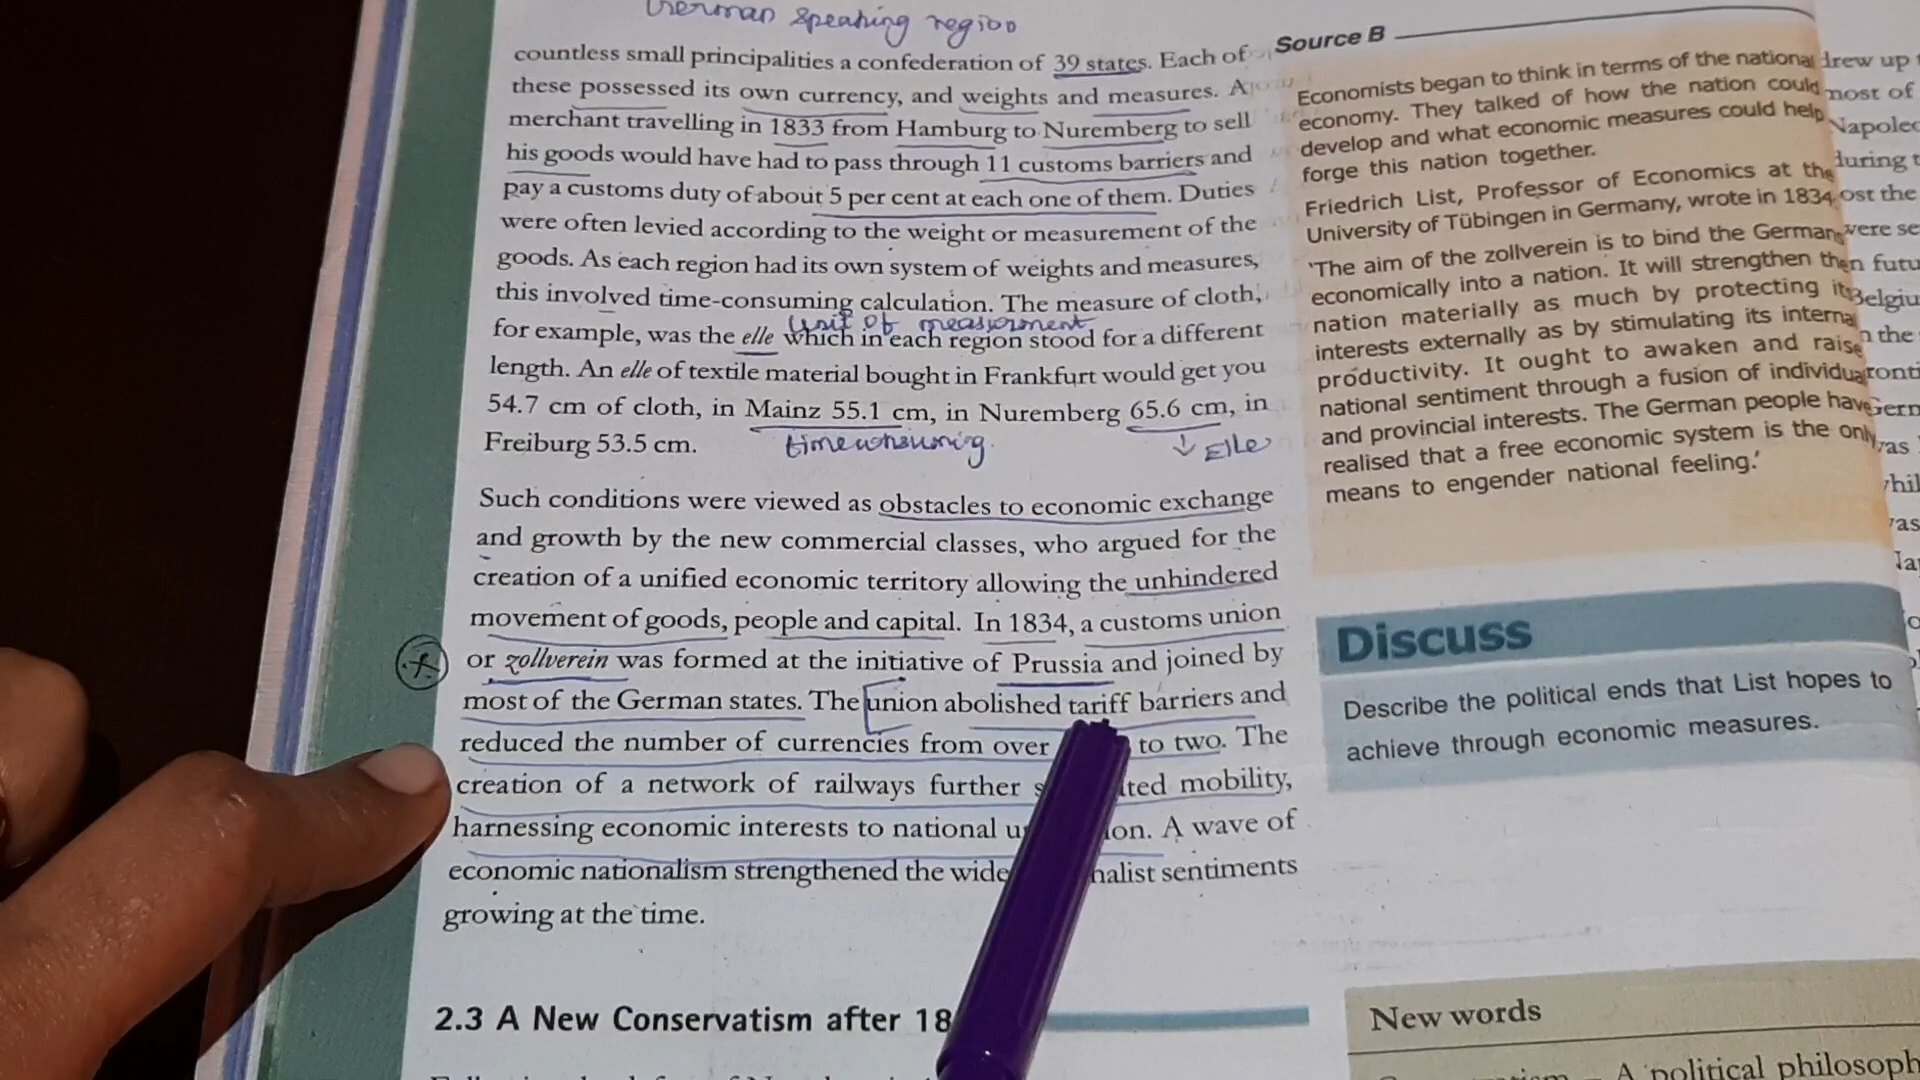 German speaking region
countless small principalities a confederation of 39 states. Each of
these possessed its own currency, and weights and measures. A
merchant travelling in 1833 from Hamburg to Nuremberg to sell
his goods would have had to pass through 11 customs barriers and
pay a customs duty of about 5 per cent at each one of them. Duties
were often levied according to the weight or measurement of the
goods. As each region had its own system of weights and measures,
this involved time-consuming calculation. The measure of cloth,
unit of measurement
for example, was the elle which in each region stood for a different
length. An elle of textile material bought in Frankfurt would get you
54.7 cm of cloth, in Mainz 55.1 cm, in Nuremberg 65.6 cm, in
Freiburg 53.5 cm.
timeconsuming.
↓ Elle
Such conditions were viewed as obstacles to economic exchange
and growth by the new commercial classes, who argued for the
creation of a unified economic territory allowing the unhindered
movement of goods, people and capital. In 1834, a customs union
or zollverein was formed at the initiative of Prussia and joined by
most of the German states. The union abolished tariff barriers and
reduced the number of currencies from over to two. The
creation of a network of railways further mobility,
harnessing economic interests to national A wave of
economic nationalism strengthened the sentiments
growing at the time.
2.3 A New Conservatism after 18
Source B
Economists began to think in terms of the national
economy. They talked of how the nation could
develop and what economic measures could help
forge this nation together.
Friedrich List, Professor of Economics at the
University of Tübingen in Germany, wrote in 1834
'The aim of the zollverein is to bind the Germans
economically into a nation. It will strengthen the
nation materially as much by protecting its
interests externally as by stimulating its internal
productivity. It ought to awaken and raise
national sentiment through a fusion of individual
and provincial interests. The German people have
realised that a free economic system is the only
means to engender national feeling.'
Discuss
Describe the political ends that List hopes to
achieve through economic measures.
New words
A political
drew up
most of
during
ost the
were
the